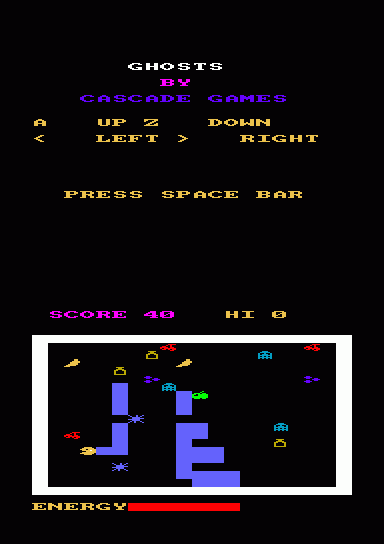 GHOSTS
BY
CASCADE GAMES
A UP Z DOWN
< LEFT > RIGHT
PRESS SPACE BAR
SCORE 40 HI 0
ENERGY